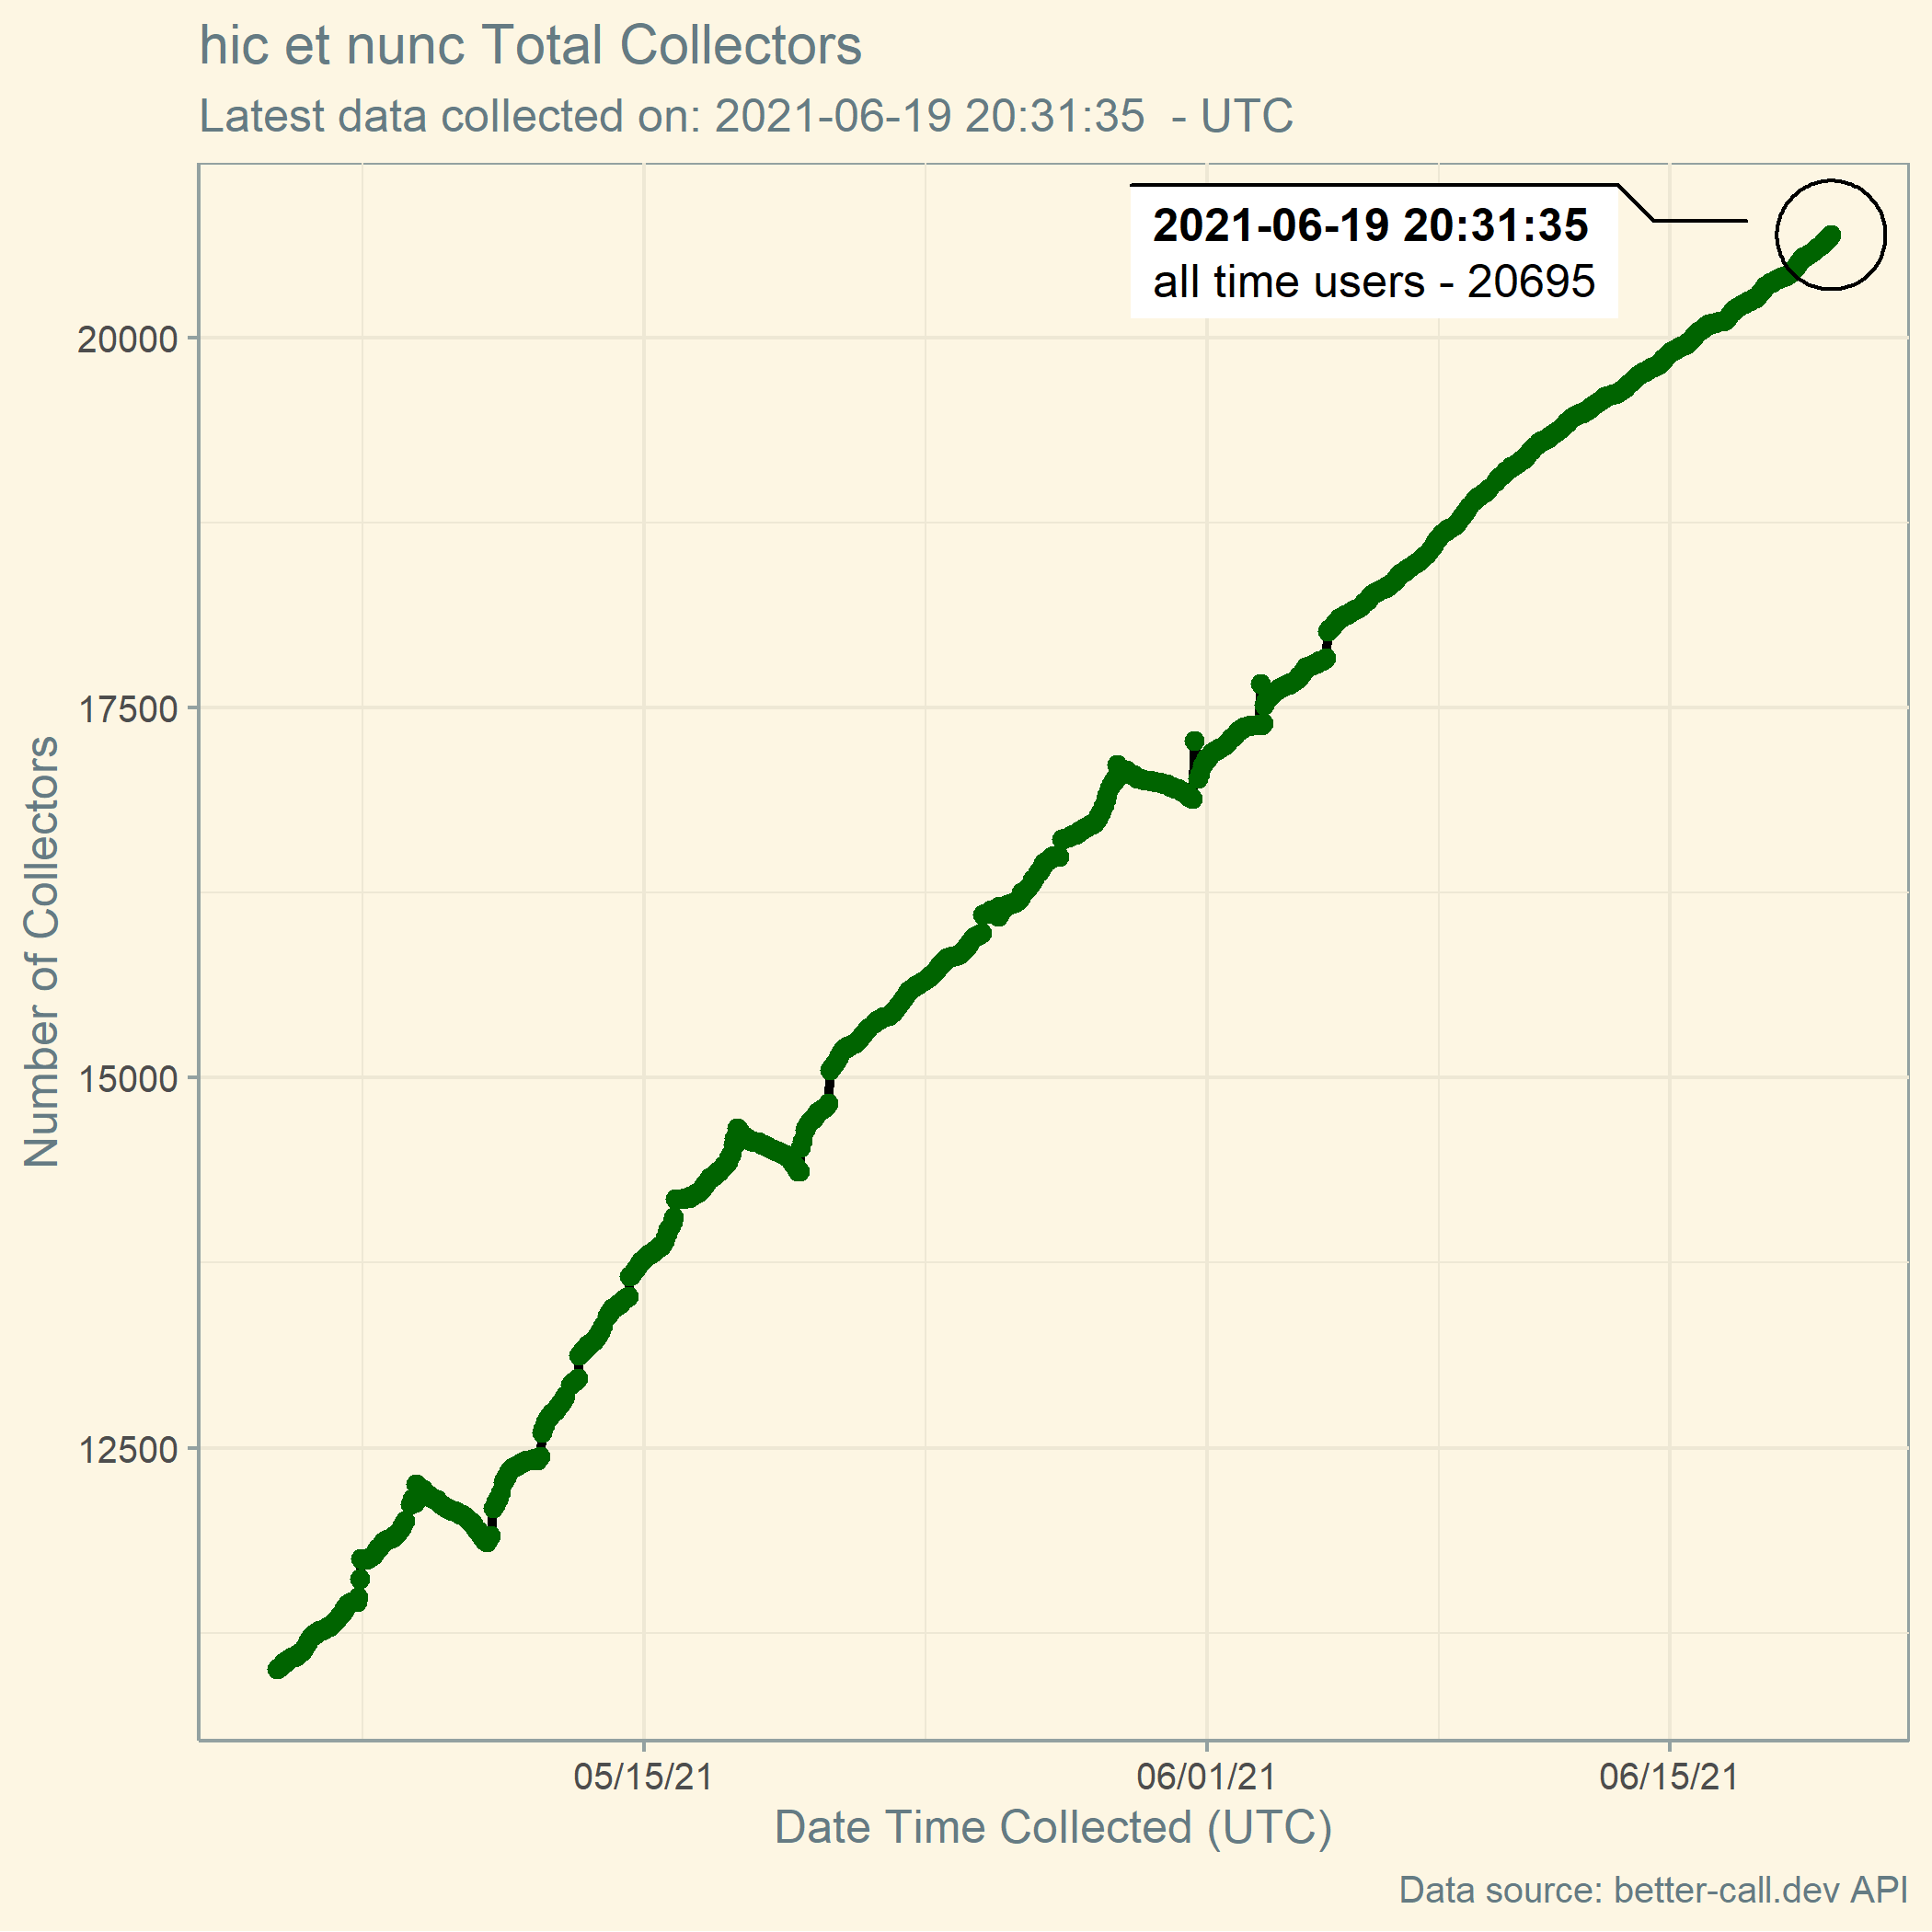 hic et nunc Total Collectors
Latest data collected on: 2021-06-19 20:31:35  - UTC
2021-06-19 20:31:35
all time users - 20695
20000
17500
15000
12500
Number of Collectors
05/15/21
06/01/21
06/15/21
Date Time Collected (UTC)
Data source: better-call.dev API